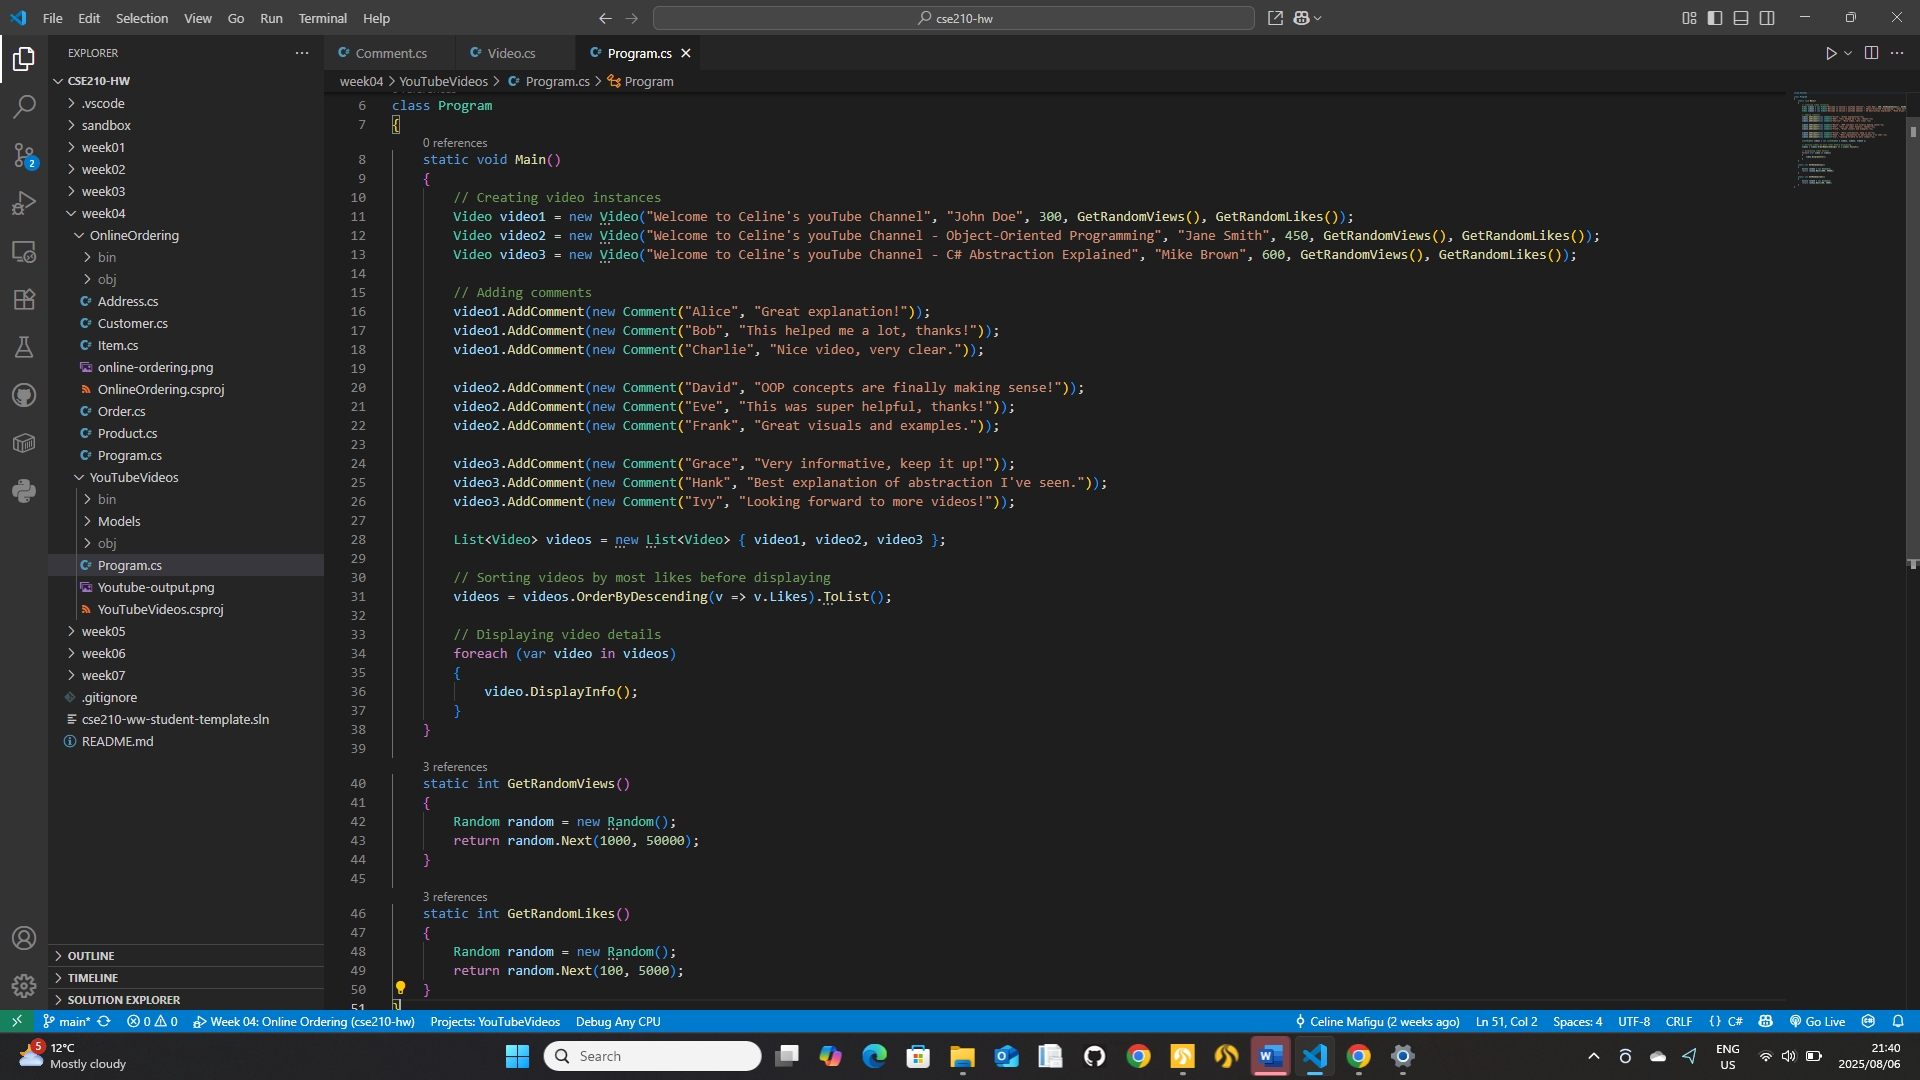 File Edit Selection View Go Run Terminal Help
cse210-hw
EXPLORER
CSE210-HW
.vscode
sandbox
week01
week02
week03
week04
OnlineOrdering
bin
obj
Address.cs
Customer.cs
Item.cs
online-ordering.png
OnlineOrdering.csproj
Order.cs
Product.cs
Program.cs
YouTubeVideos
bin
Models
obj
Program.cs
Youtube-output.png
YouTubeVideos.csproj
week05
week06
week07
.gitignore
cse210-ww-student-template.sln
README.md
OUTLINE
TIMELINE
SOLUTION EXPLORER
2
Comment.cs Video.cs Program.cs
week04 > YouTubeVideos > Program.cs > Program
6 class Program
7 {
0 references
8 static void Main()
9 {
10 // Creating video instances
11 Video video1 = new Video("Welcome to Celine's youTube Channel", "John Doe", 300, GetRandomViews(), GetRandomLikes());
12 Video video2 = new Video("Welcome to Celine's youTube Channel - Object-Oriented Programming", "Jane Smith", 450, GetRandomViews(), GetRandomLikes());
13 Video video3 = new Video("Welcome to Celine's youTube Channel - C# Abstraction Explained", "Mike Brown", 600, GetRandomViews(), GetRandomLikes());
14
15 // Adding comments
16 video1.AddComment(new Comment("Alice", "Great explanation!"));
17 video1.AddComment(new Comment("Bob", "This helped me a lot, thanks!"));
18 video1.AddComment(new Comment("Charlie", "Nice video, very clear."));
19
20 video2.AddComment(new Comment("David", "OOP concepts are finally making sense!"));
21 video2.AddComment(new Comment("Eve", "This was super helpful, thanks!"));
22 video2.AddComment(new Comment("Frank", "Great visuals and examples."));
23
24 video3.AddComment(new Comment("Grace", "Very informative, keep it up!"));
25 video3.AddComment(new Comment("Hank", "Best explanation of abstraction I've seen."));
26 video3.AddComment(new Comment("Ivy", "Looking forward to more videos!"));
27
28 List<Video> videos = new List<Video> { video1, video2, video3 };
29
30 // Sorting videos by most likes before displaying
31 videos = videos.OrderByDescending(v => v.Likes).ToList();
32
33 // Displaying video details
34 foreach (var video in videos)
35 {
36 video.DisplayInfo();
37 }
38 }
39
3 references
40 static int GetRandomViews()
41 {
42 Random random = new Random();
43 return random.Next(1000, 50000);
44 }
45
3 references
46 static int GetRandomLikes()
47 {
48 Random random = new Random();
49 return random.Next(100, 5000);
50 }
51 }
main* 0 0 Week 04: Online Ordering (cse210-hw) Projects: YouTubeVideos Debug Any CPU Celine Mafigu (2 weeks ago) Ln 51, Col 2 Spaces: 4 UTF-8 CRLF {} C# Go Live
5
12°C
Mostly cloudy
Search
ENG
US
21:40
2025/08/06